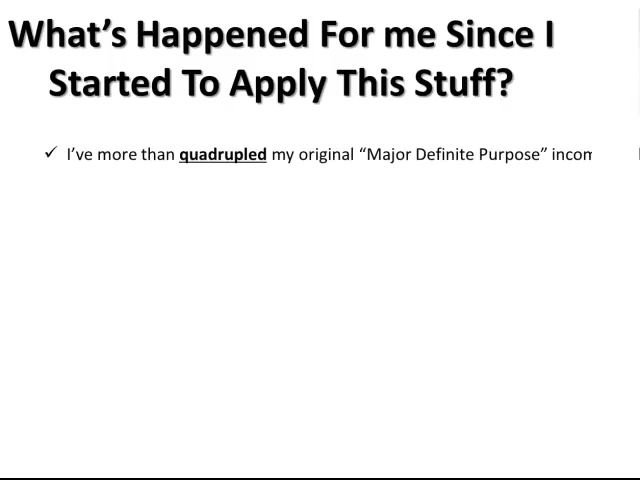 What’s Happened For me Since I
Started To Apply This Stuff?
✓ I’ve more than quadrupled my original “Major Definite Purpose”